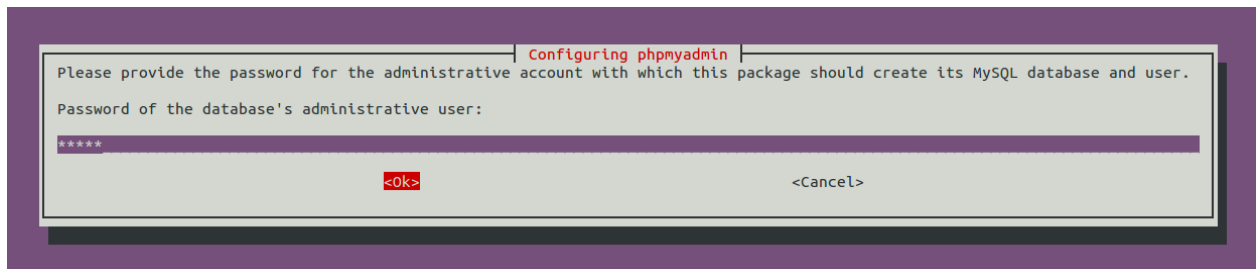 Configuring phpmyadmin
Please provide the password for the administrative account with which this package should create its MySQL database and user.
Password of the database's administrative user:
*****
<Ok> <Cancel>